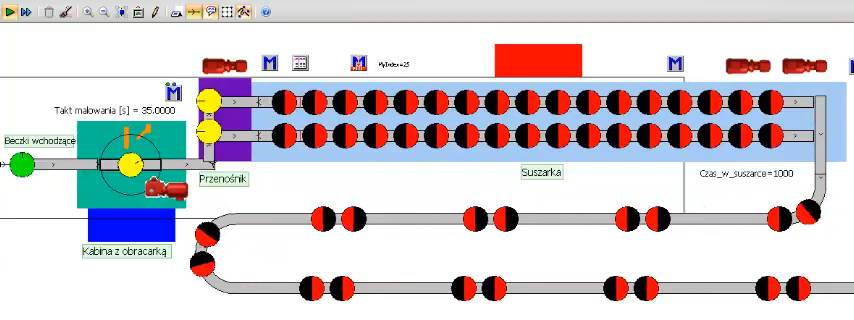 MyIndex=25
Takt malowania [s] = 35.0000
Beczki wchodzące
Przenośnik
Suszarka
Czas_w_suszarce=1000
Kabina z obracarką